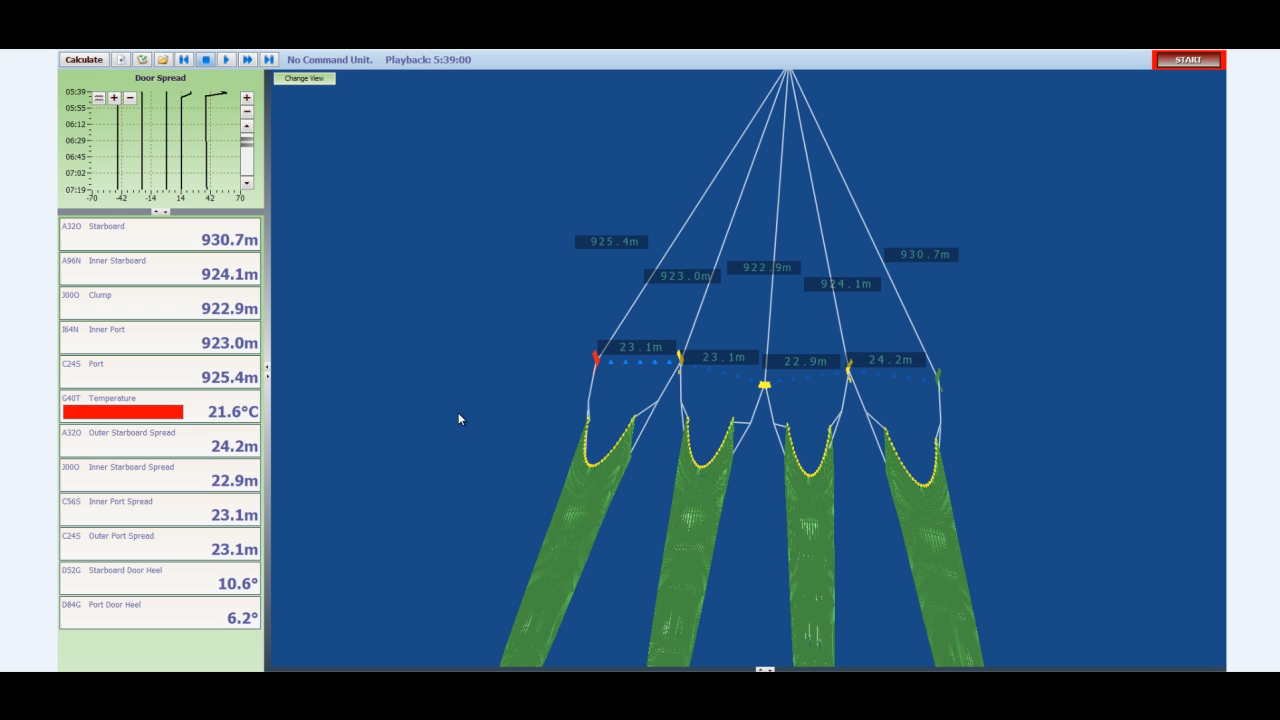 Calculate
No Command Unit. Playback: 5:39:00
START
Door Spread
Change View
05:39
05:55
06:12
06:29
06:45
07:02
07:19
-70 -42 -14 14 42 70
A32O Starboard
930.7m
A96N Inner Starboard
924.1m
J00O Clump
922.9m
I64N Inner Port
923.0m
C24S Port
925.4m
G40T Temperature
21.6°C
A32O Outer Starboard Spread
24.2m
J00O Inner Starboard Spread
22.9m
C56S Inner Port Spread
23.1m
C24S Outer Port Spread
23.1m
D52G Starboard Door Heel
10.6°
D84G Port Door Heel
6.2°
925.4m
923.0m
922.9m
924.1m
930.7m
23.1m
23.1m
22.9m
24.2m